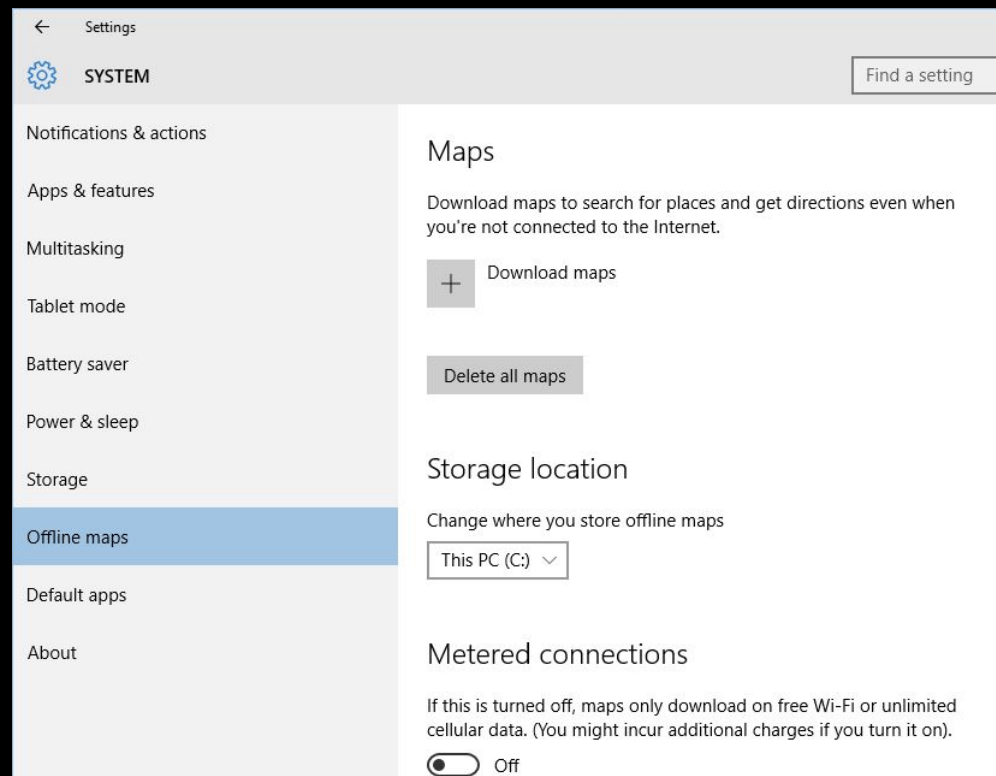 Settings
SYSTEM
Find a setting
Notifications & actions
Apps & features
Multitasking
Tablet mode
Battery saver
Power & sleep
Storage
Offline maps
Default apps
About
Maps
Download maps to search for places and get directions even when
you're not connected to the Internet.
Download maps
Delete all maps
Storage location
Change where you store offline maps
This PC (C:)
Metered connections
If this is turned off, maps only download on free Wi-Fi or unlimited
cellular data. (You might incur additional charges if you turn it on).
Off